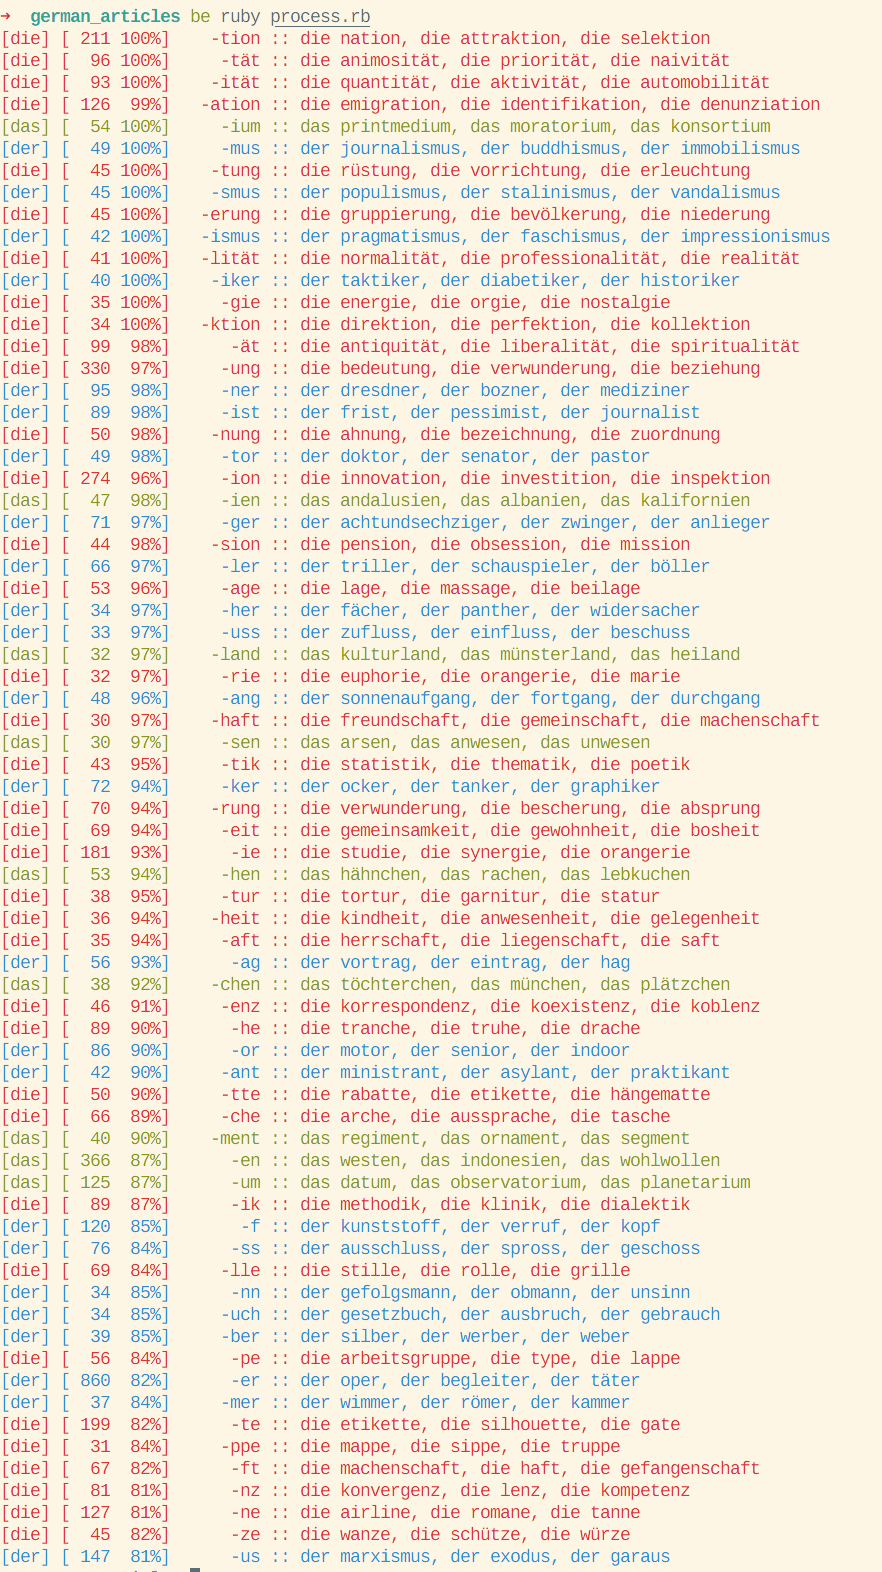 → german_articles be ruby process.rb
[die] [ 211 100%] -tion :: die nation, die attraktion, die selektion
[die] [ 96 100%] -tät :: die animosität, die priorität, die naivität
[die] [ 93 100%] -ität :: die quantität, die aktivität, die automobilität
[die] [ 126 99%] -ation :: die emigration, die identifikation, die denunziation
[das] [ 54 100%] -ium :: das printmedium, das moratorium, das konsortium
[der] [ 49 100%] -mus :: der journalismus, der buddhismus, der immobilismus
[die] [ 45 100%] -tung :: die rüstung, die vorrichtung, die erleuchtung
[der] [ 45 100%] -smus :: der populismus, der stalinismus, der vandalismus
[die] [ 45 100%] -erung :: die gruppierung, die bevölkerung, die niederung
[der] [ 42 100%] -ismus :: der pragmatismus, der faschismus, der impressionismus
[die] [ 41 100%] -lität :: die normalität, die professionalität, die realität
[der] [ 40 100%] -iker :: der taktiker, der diabetiker, der historiker
[die] [ 35 100%] -gie :: die energie, die orgie, die nostalgie
[die] [ 34 100%] -ktion :: die direktion, die perfektion, die kollektion
[die] [ 99 98%] -ät :: die antiquität, die liberalität, die spiritualität
[die] [ 330 97%] -ung :: die bedeutung, die verwunderung, die beziehung
[der] [ 95 98%] -ner :: der dresdner, der bozner, der mediziner
[der] [ 89 98%] -ist :: der frist, der pessimist, der journalist
[die] [ 50 98%] -nung :: die ahnung, die bezeichnung, die zuordnung
[der] [ 49 98%] -tor :: der doktor, der senator, der pastor
[die] [ 274 96%] -ion :: die innovation, die investition, die inspektion
[das] [ 47 98%] -ien :: das andalusien, das albanien, das kalifornien
[der] [ 71 97%] -ger :: der achtundsechziger, der zwinger, der anlieger
[die] [ 44 98%] -sion :: die pension, die obsession, die mission
[der] [ 66 97%] -ler :: der triller, der schauspieler, der böller
[die] [ 53 96%] -age :: die lage, die massage, die beilage
[der] [ 34 97%] -her :: der fächer, der panther, der widersacher
[der] [ 33 97%] -uss :: der zufluss, der einfluss, der beschuss
[das] [ 32 97%] -land :: das kulturland, das münsterland, das heiland
[die] [ 32 97%] -rie :: die euphorie, die orangerie, die marie
[der] [ 48 96%] -ang :: der sonnenaufgang, der fortgang, der durchgang
[die] [ 30 97%] -haft :: die freundschaft, die gemeinschaft, die machenschaft
[das] [ 30 97%] -sen :: das arsen, das anwesen, das unwesen
[die] [ 43 95%] -tik :: die statistik, die thematik, die poetik
[der] [ 72 94%] -ker :: der ocker, der tanker, der graphiker
[die] [ 70 94%] -rung :: die verwunderung, die bescherung, die absprung
[die] [ 69 94%] -eit :: die gemeinsamkeit, die gewohnheit, die bosheit
[die] [ 181 93%] -ie :: die studie, die synergie, die orangerie
[das] [ 53 94%] -hen :: das hähnchen, das rachen, das lebkuchen
[die] [ 38 95%] -tur :: die tortur, die garnitur, die statur
[die] [ 36 94%] -heit :: die kindheit, die anwesenheit, die gelegenheit
[die] [ 35 94%] -aft :: die herrschaft, die liegenschaft, die saft
[der] [ 56 93%] -ag :: der vortrag, der eintrag, der hag
[das] [ 38 92%] -chen :: das töchterchen, das münchen, das plätzchen
[die] [ 46 91%] -enz :: die korrespondenz, die koexistenz, die koblenz
[die] [ 89 90%] -he :: die tranche, die truhe, die drache
[der] [ 86 90%] -or :: der motor, der senior, der indoor
[der] [ 42 90%] -ant :: der ministrant, der asylant, der praktikant
[die] [ 50 90%] -tte :: die rabatte, die etikette, die hängematte
[die] [ 66 89%] -che :: die arche, die aussprache, die tasche
[das] [ 40 90%] -ment :: das regiment, das ornament, das segment
[das] [ 366 87%] -en :: das westen, das indonesien, das wohlwollen
[das] [ 125 87%] -um :: das datum, das observatorium, das planetarium
[die] [ 89 87%] -ik :: die methodik, die klinik, die dialektik
[der] [ 120 85%] -f :: der kunststoff, der verruf, der kopf
[der] [ 76 84%] -ss :: der ausschluss, der spross, der geschoss
[die] [ 69 84%] -lle :: die stille, die rolle, die grille
[der] [ 34 85%] -nn :: der gefolgsmann, der obmann, der unsinn
[der] [ 34 85%] -uch :: der gesetzbuch, der ausbruch, der gebrauch
[der] [ 39 85%] -ber :: der silber, der werber, der weber
[die] [ 56 84%] -pe :: die arbeitsgruppe, die type, die lappe
[der] [ 860 82%] -er :: der oper, der begleiter, der täter
[der] [ 37 84%] -mer :: der wimmer, der römer, der kammer
[die] [ 199 82%] -te :: die etikette, die silhouette, die gate
[die] [ 31 84%] -ppe :: die mappe, die sippe, die truppe
[die] [ 67 82%] -ft :: die machenschaft, die haft, die gefangenschaft
[die] [ 81 81%] -nz :: die konvergenz, die lenz, die kompetenz
[die] [ 127 81%] -ne :: die airline, die romane, die tanne
[die] [ 45 82%] -ze :: die wanze, die schütze, die würze
[der] [ 147 81%] -us :: der marxismus, der exodus, der garaus